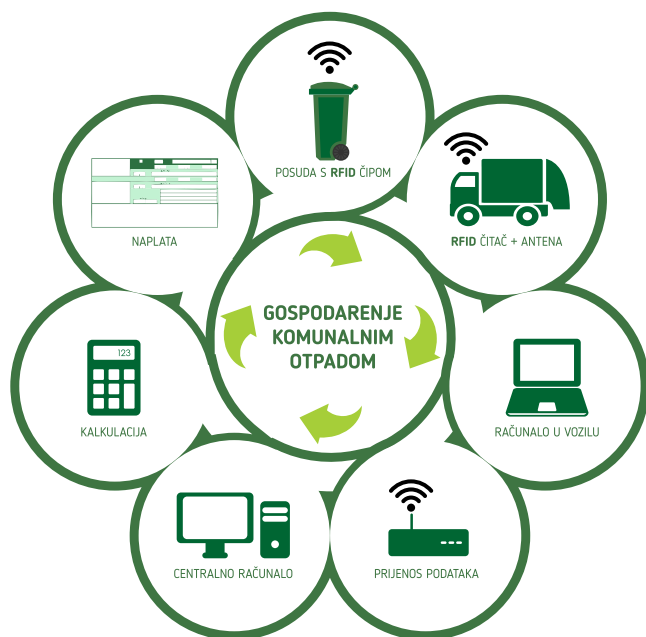 POSUDA S RFID ČIPOM
RFID ČITAČ + ANTENA
RAČUNALO U VOZILU
PRIJENOS PODATAKA
CENTRALNO RAČUNALO
KALKULACIJA
123
NAPLATA
GOSPODARENJE
KOMUNALNIM
OTPADOM